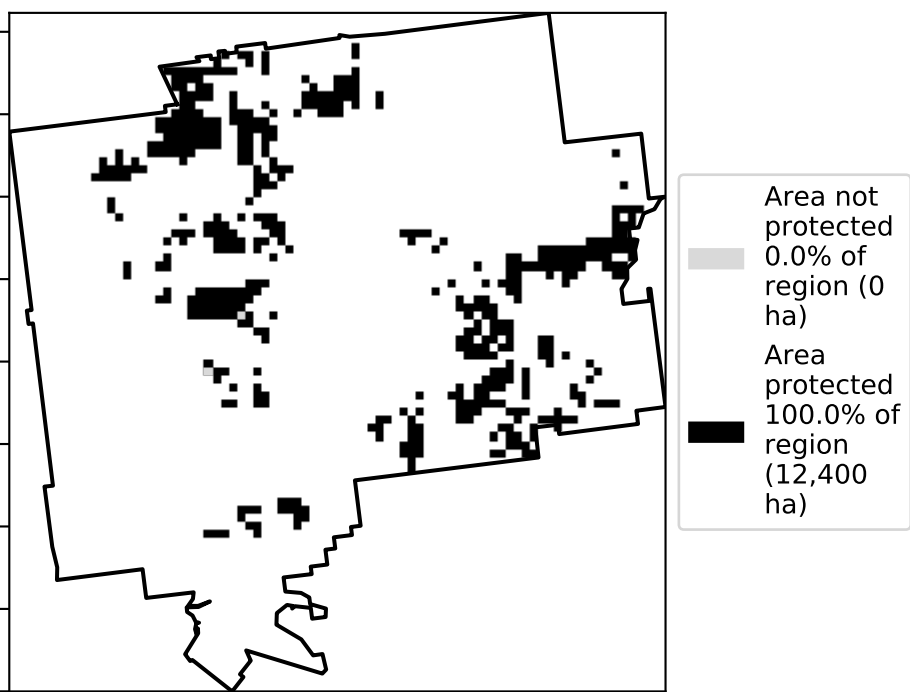 Area not
protected
0.0% of
region (0
ha)
Area
protected
100.0% of
region
(12,400
ha)